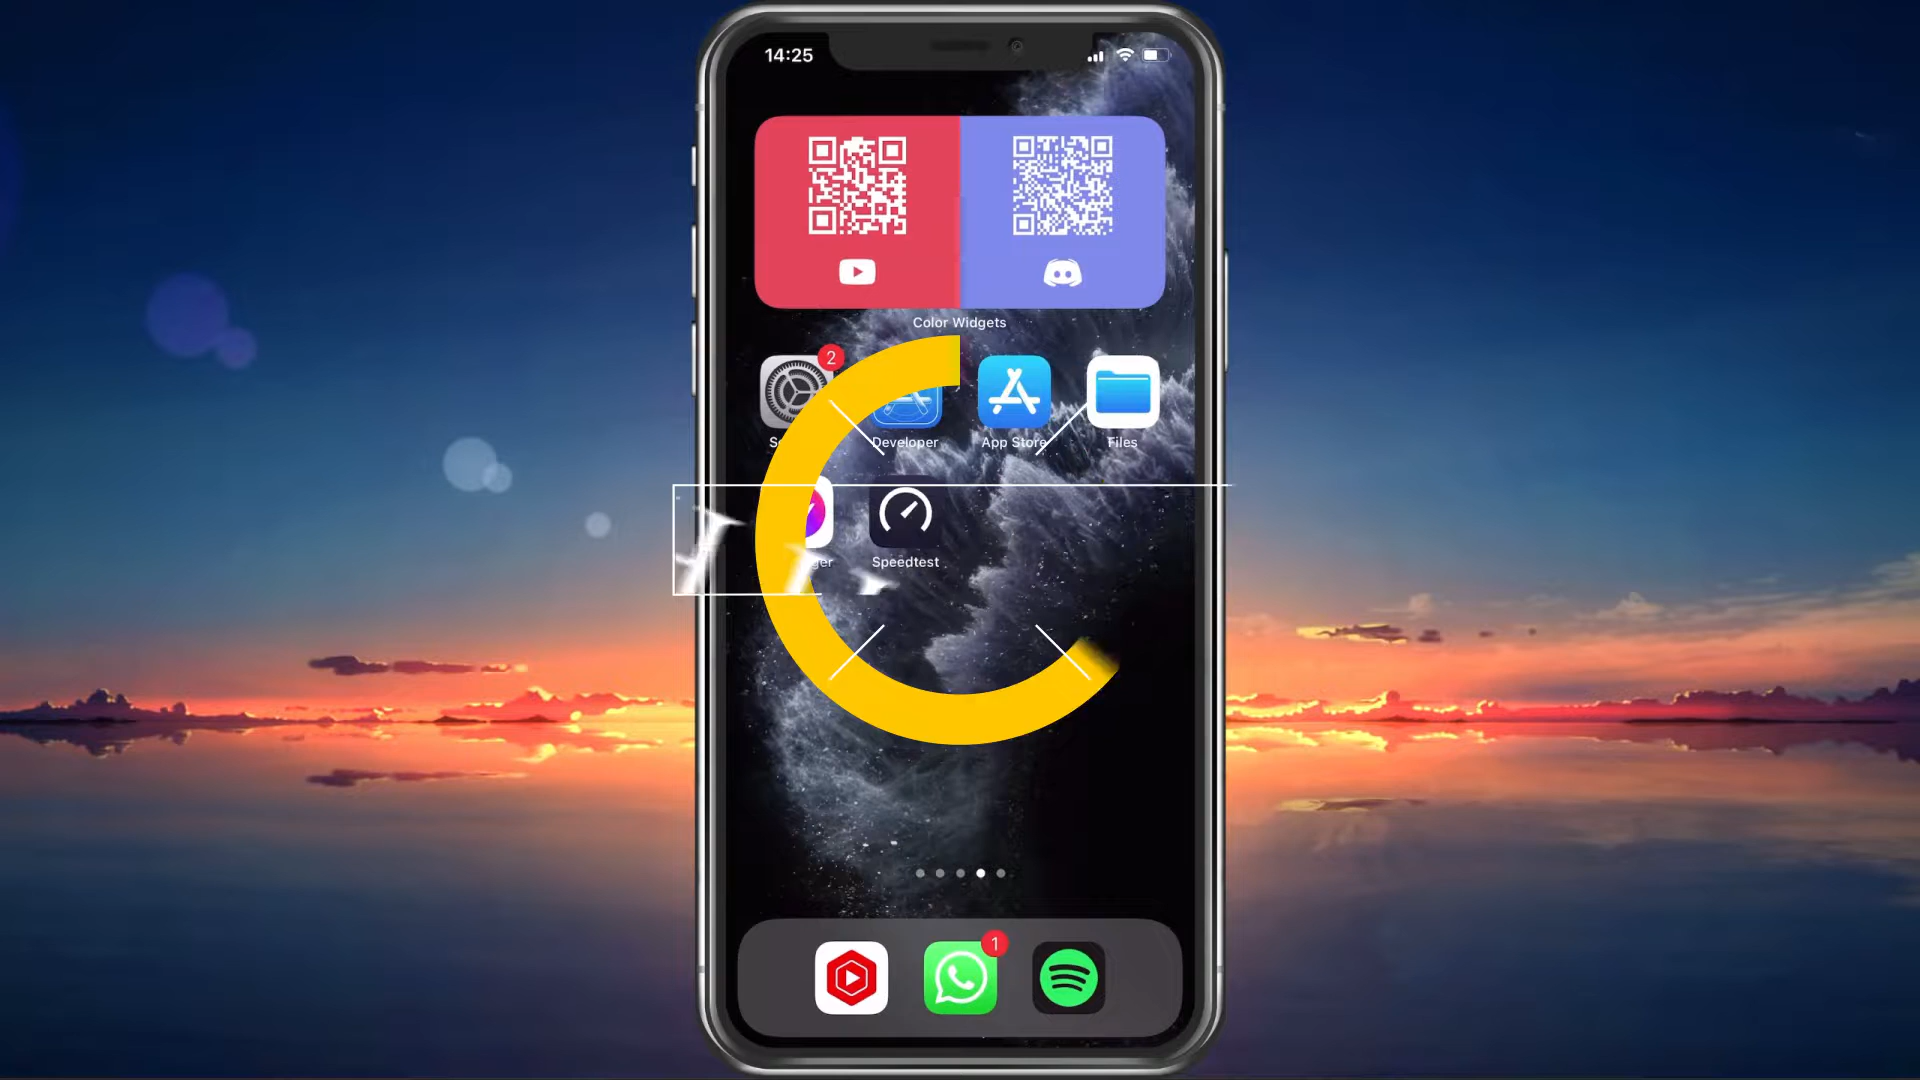 14:25
Color Widgets
2
Developer
App Store
Files
Speedtest
1